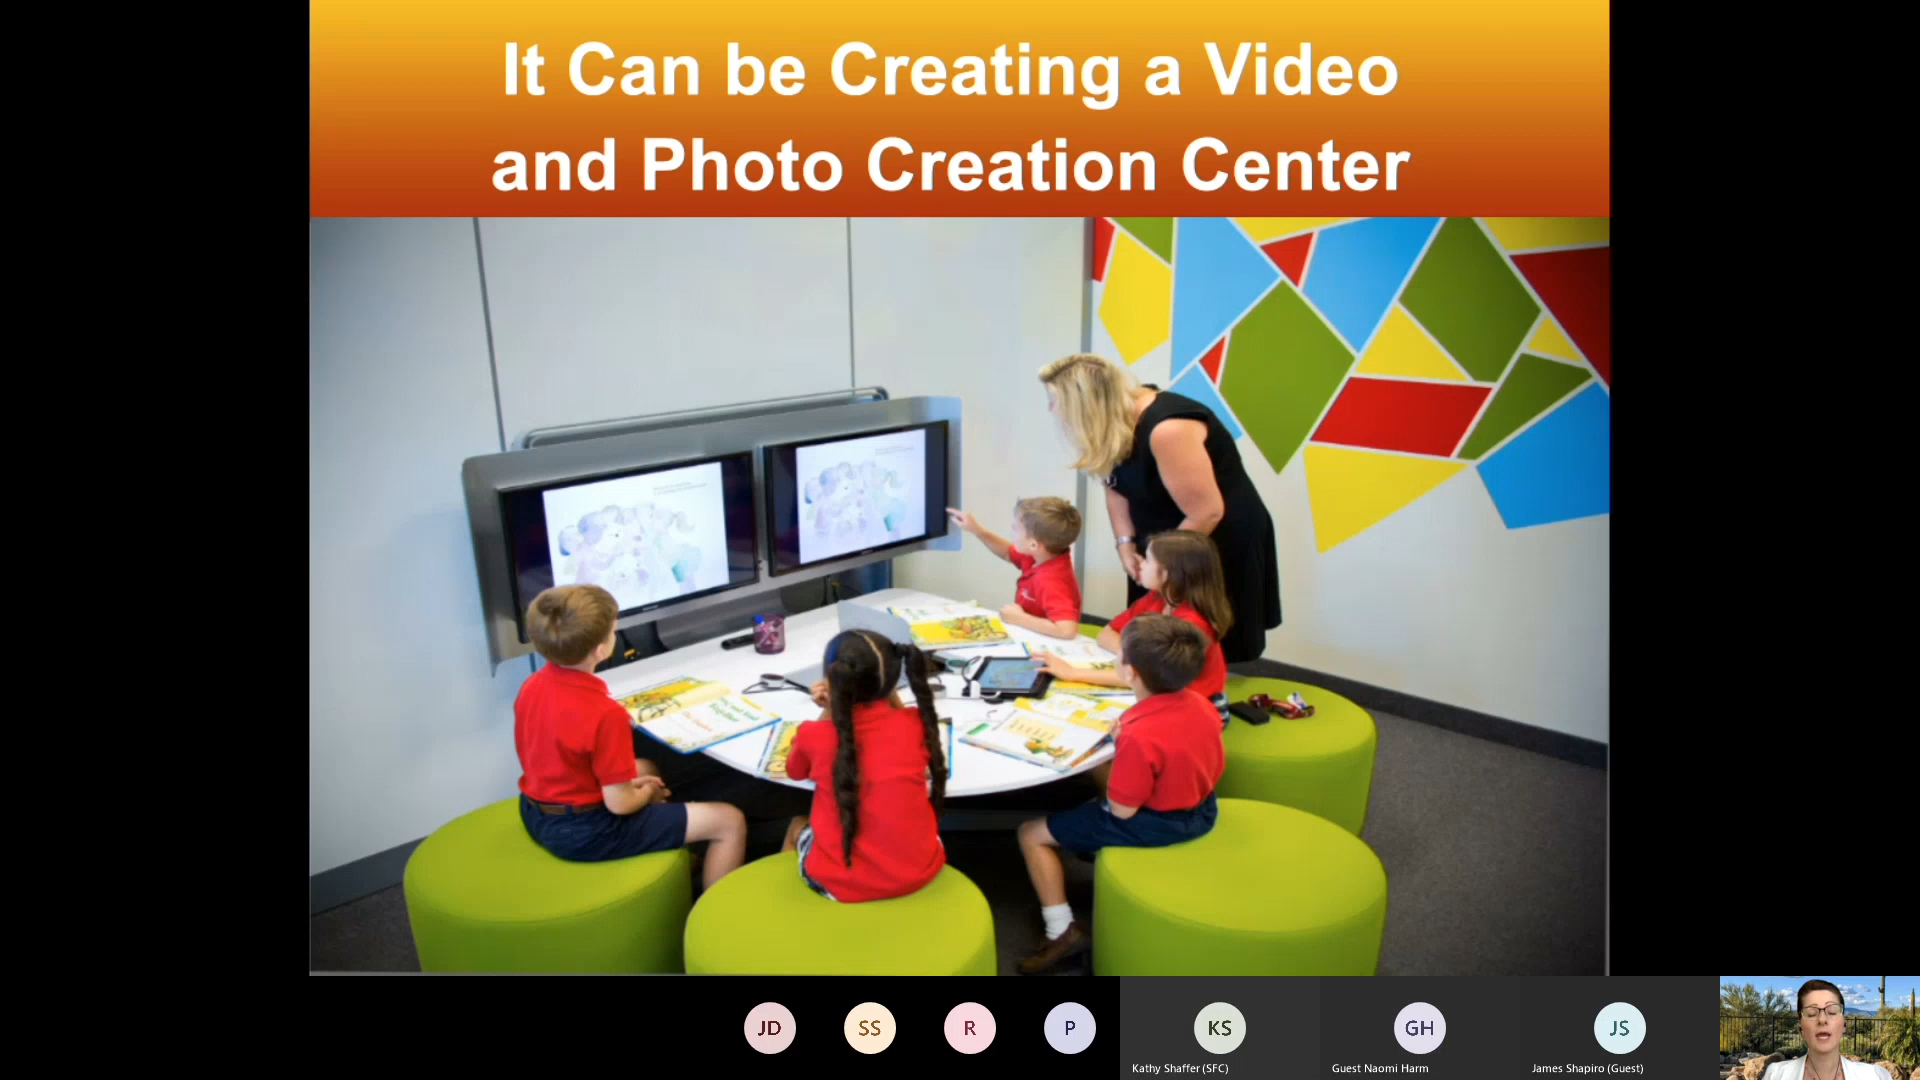 It Can be Creating a Video
and Photo Creation Center
JD
SS
R
P
KS
GH
JS
Kathy Shaffer (SFC)
Guest Naomi Harm
James Shapiro (Guest)